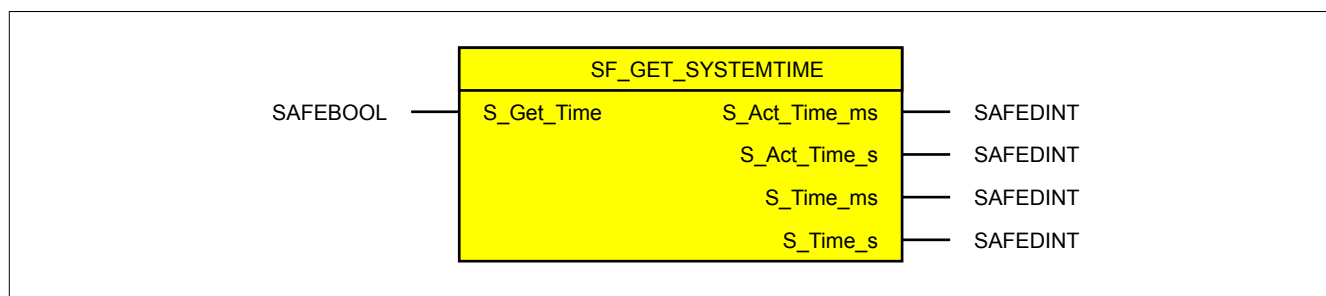 SF_GET_SYSTEMTIME
SAFEBOOL S_Get_Time S_Act_Time_ms SAFEDINT
S_Act_Time_s SAFEDINT
S_Time_ms SAFEDINT
S_Time_s SAFEDINT